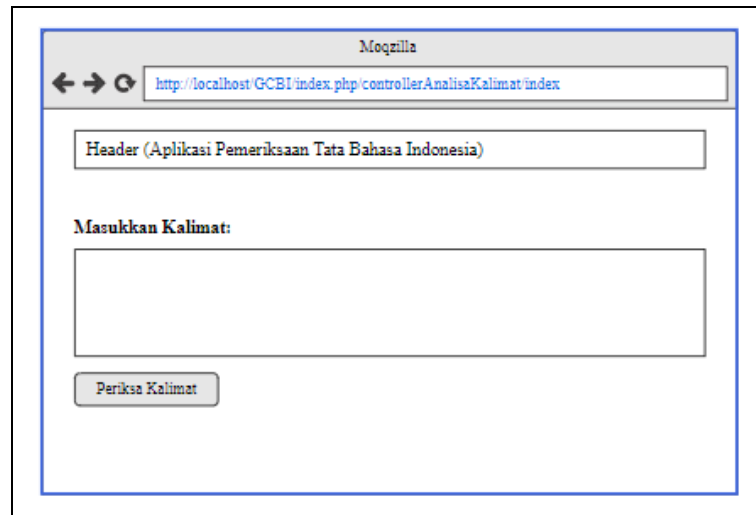 Moqzilla
http://localhost/GCBI/index.php/controllerAnalisaKalimat/index
Header (Aplikasi Pemeriksaan Tata Bahasa Indonesia)
Masukkan Kalimat:
Periksa Kalimat